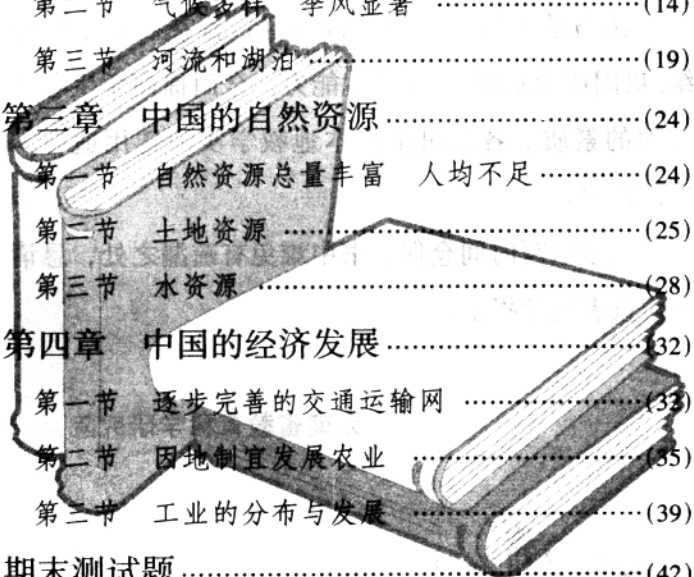 第二节 气候多样 季风显著 ………………(14)
第三节 河流和湖泊 ………………(19)
第三章 中国的自然资源 ………………(24)
第一节 自然资源总量丰富 人均不足 …………(24)
第二节 土地资源 ………………(25)
第三节 水资源 ………………(28)
第四章 中国的经济发展 ………………(32)
第一节 逐步完善的交通运输网 ………………(33)
第二节 因地制宜发展农业 ………………(35)
第三节 工业的分布与发展 ………………(39)
期末测试题 ………………(42)